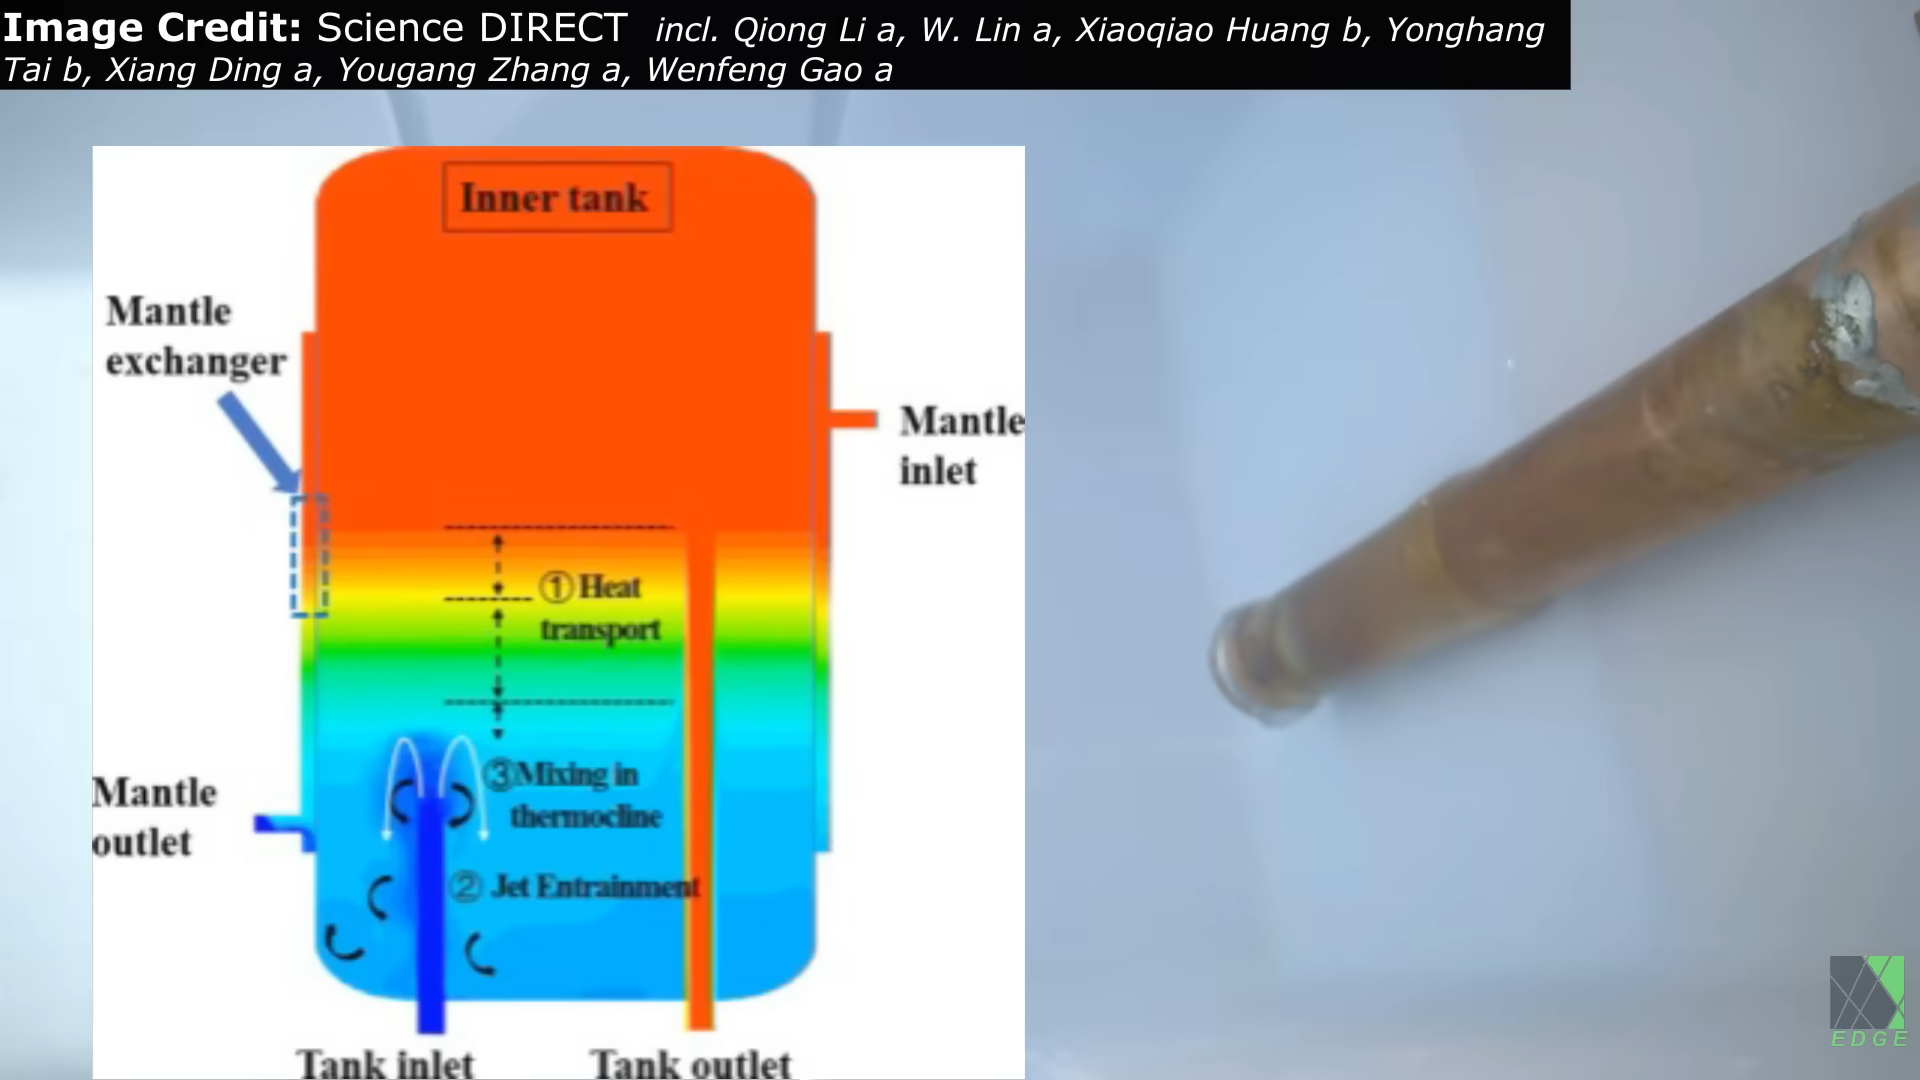 Image Credit: Science DIRECT incl. Qiong Li a, W. Lin a, Xiaoqiao Huang b, Yonghang
Tai b, Xiang Ding a, Yougang Zhang a, Wenfeng Gao a
Inner tank
Mantle
exchanger
Mantle
inlet
① Heat
transport
③Mixing in
thermocline
Mantle
outlet
② Jet Entrainment
Tank inlet
Tank outlet
EDGE